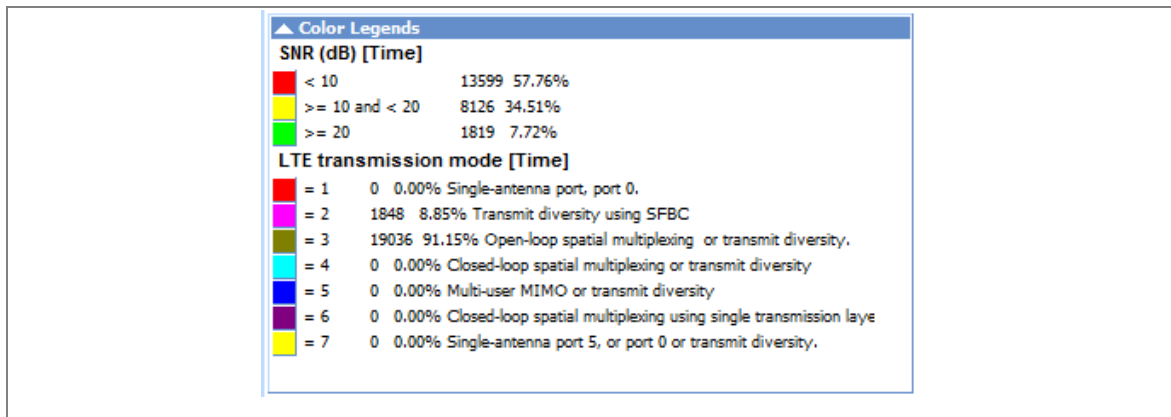 Color Legends
SNR (dB) [Time]
< 10 13599 57.76%
>= 10 and < 20 8126 34.51%
>= 20 1819 7.72%
LTE transmission mode [Time]
= 1 0 0.00% Single-antenna port, port 0.
= 2 1848 8.85% Transmit diversity using SFBC
= 3 19036 91.15% Open-loop spatial multiplexing or transmit diversity.
= 4 0 0.00% Closed-loop spatial multiplexing or transmit diversity
= 5 0 0.00% Multi-user MIMO or transmit diversity
= 6 0 0.00% Closed-loop spatial multiplexing using single transmission laye
= 7 0 0.00% Single-antenna port 5, or port 0 or transmit diversity.